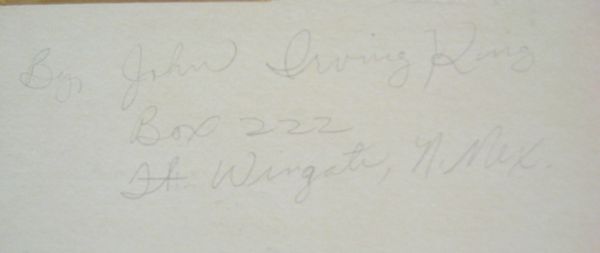 By, John Irving King
Box 222
Ft. Wingate, N. Mex.